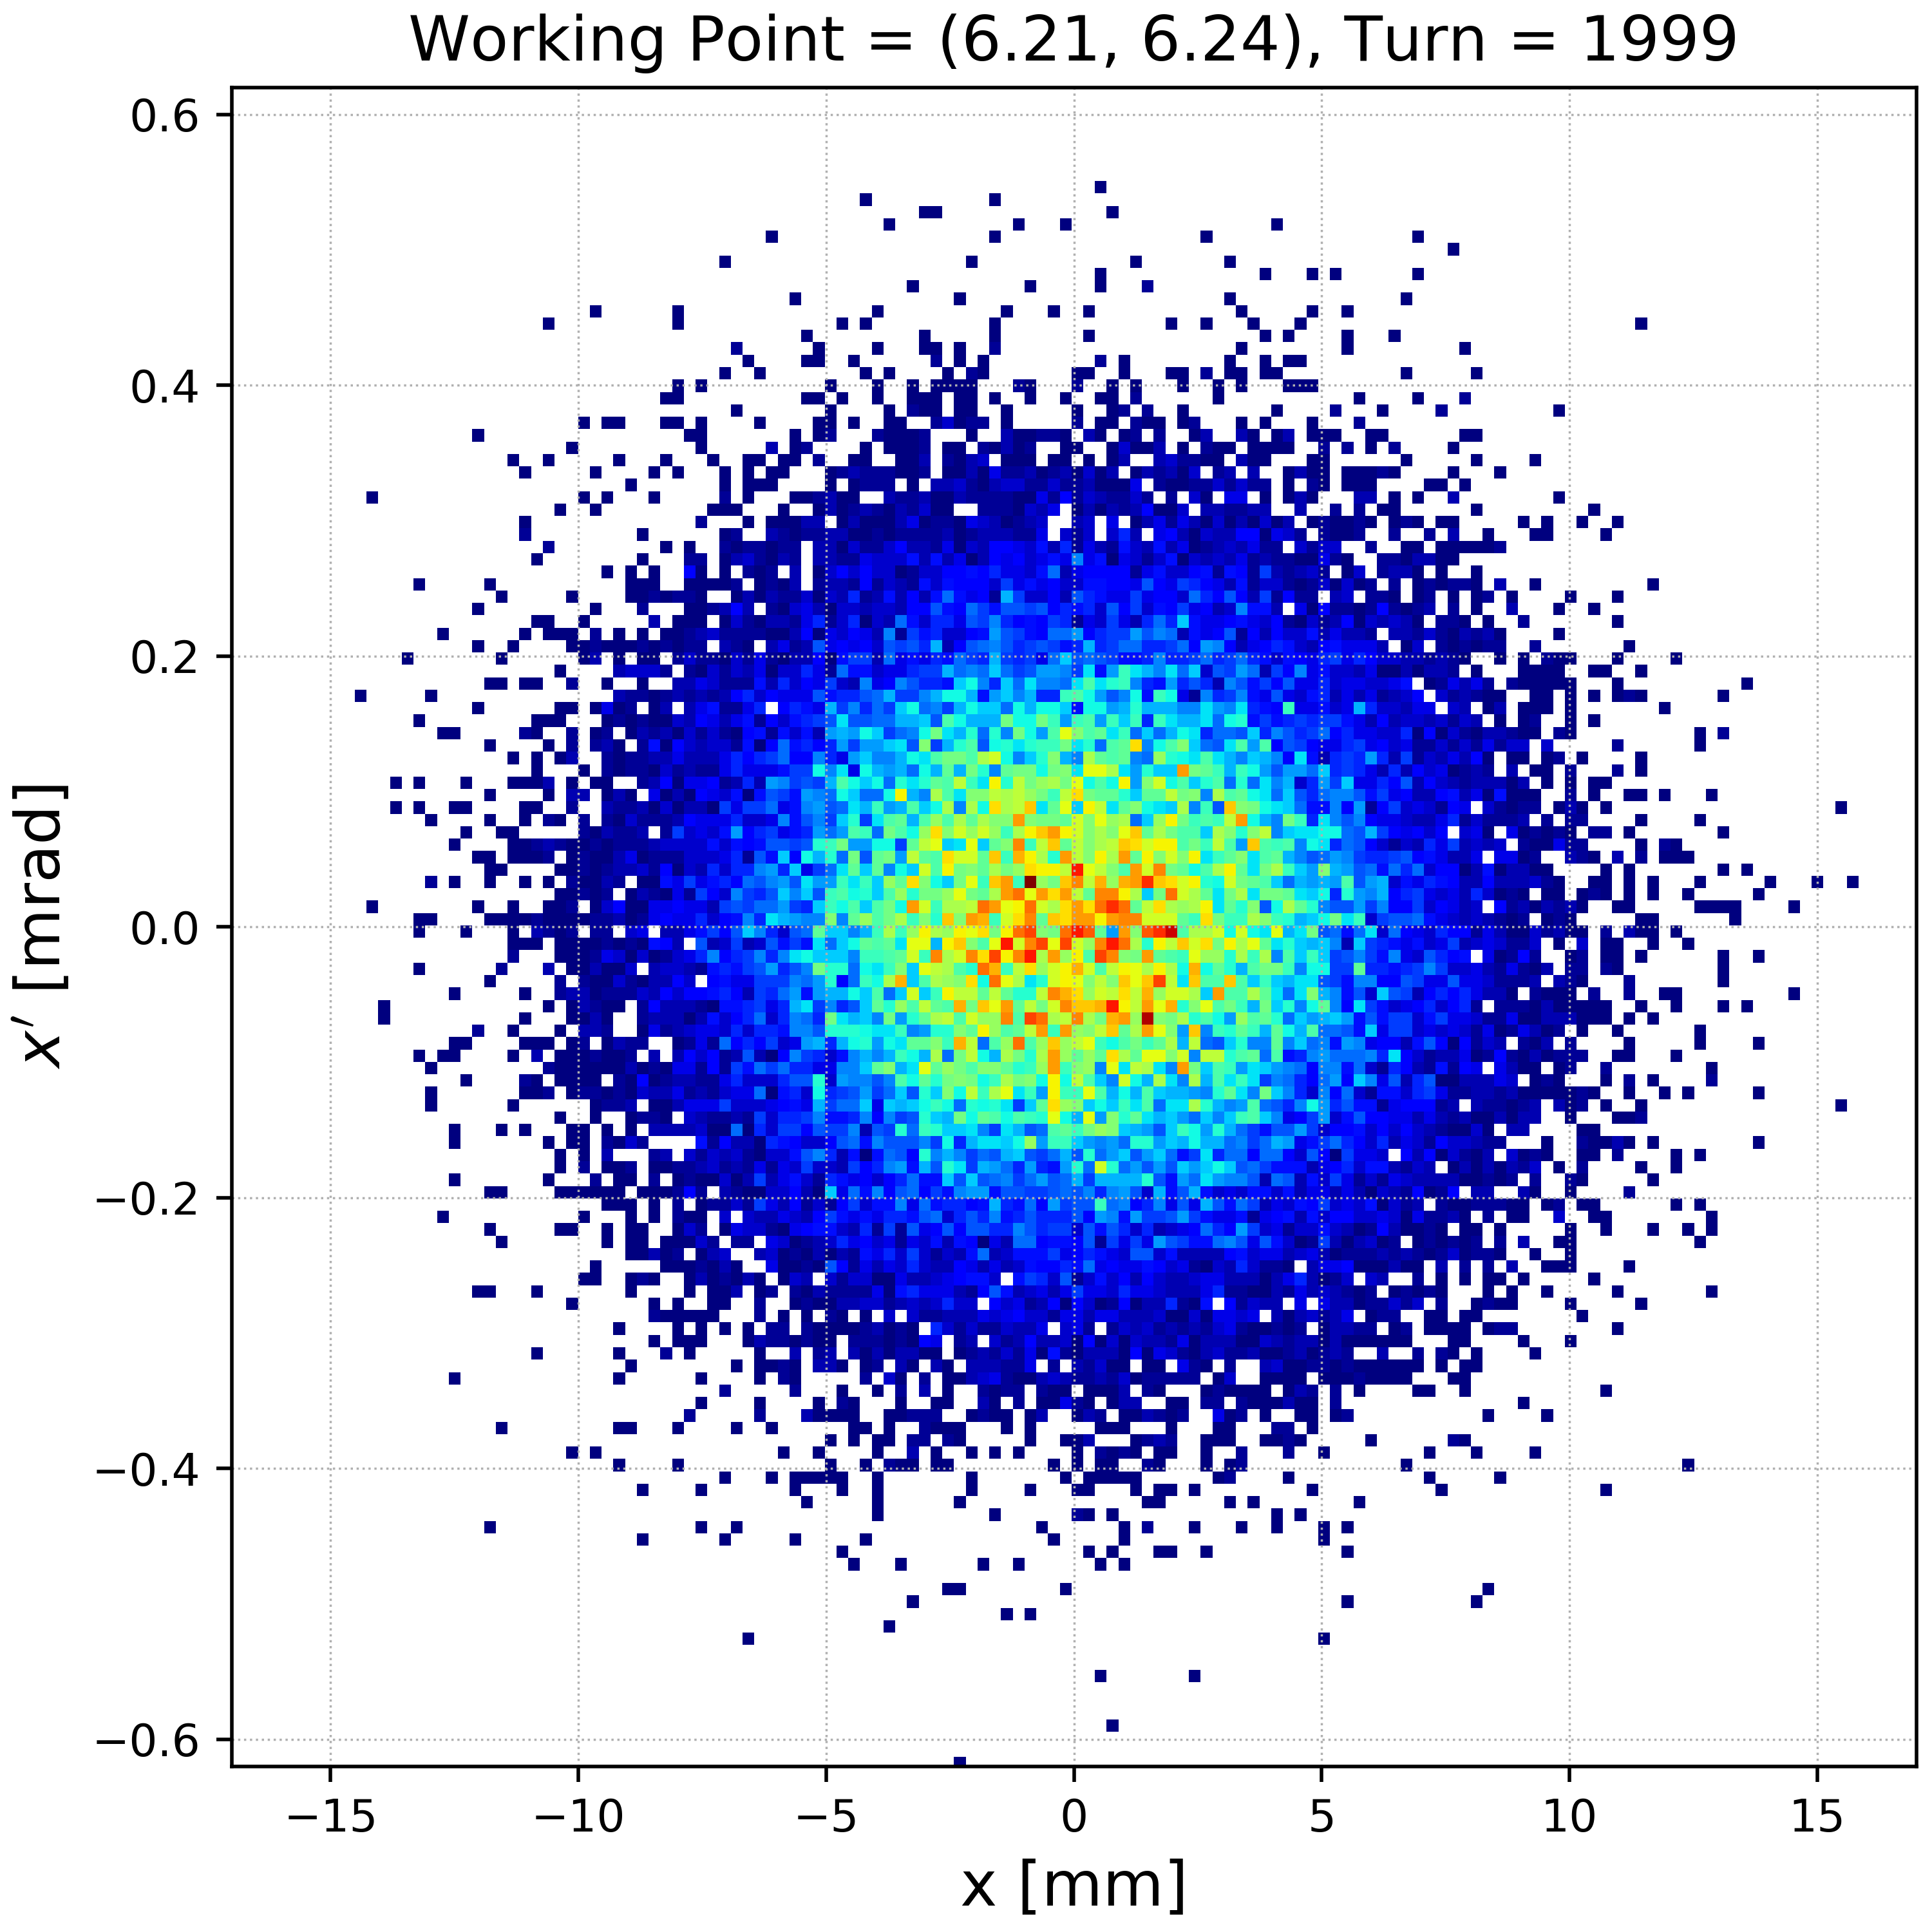 Working Point = (6.21, 6.24), Turn = 1999
0.6
0.4
0.2
0.0
−0.2
−0.4
−0.6
x′ [mrad]
−15 −10 −5 0 5 10 15
x [mm]